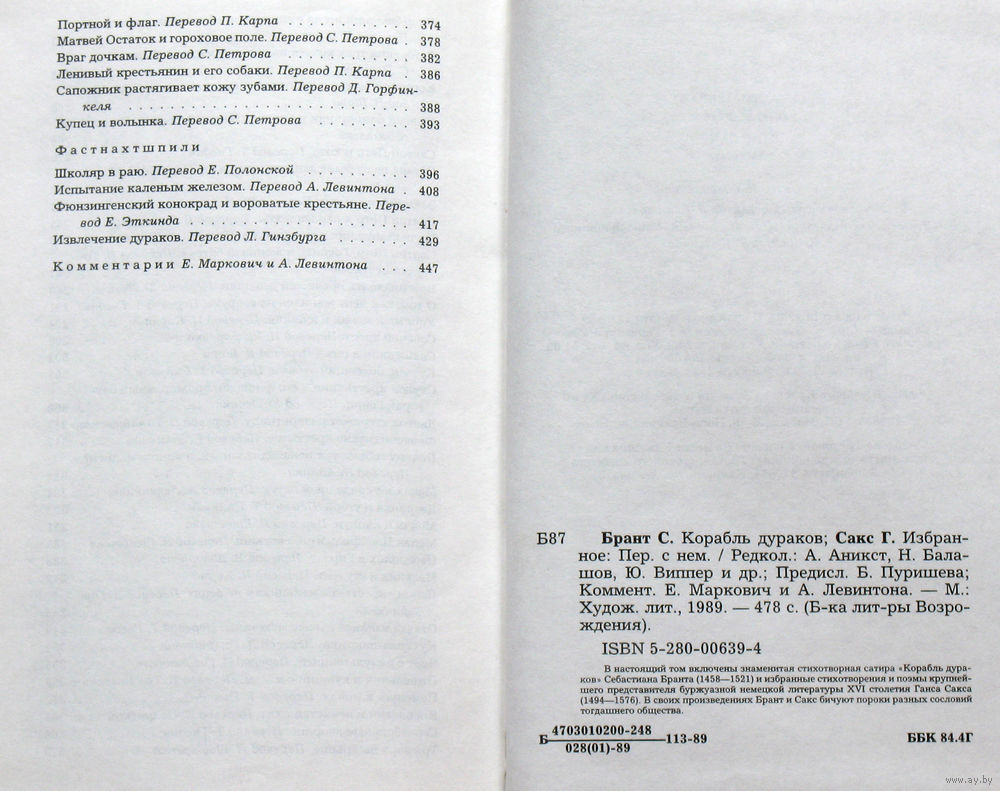 Портной и флаг. Перевод П. Карпа . . . . . . . . . . . . 374
Матвей Остаток и гороховое поле. Перевод С. Петрова . 378
Враг дочкам. Перевод С. Петрова . . . . . . . . . . . . 382
Ленивый крестьянин и его собаки. Перевод П. Карпа . 386
Сапожник растягивает кожу зубами. Перевод Д. Горфин-
келя . . . . . . . . . . . . . . . . . . . . . . . . . . . 388
Купец и волынка. Перевод С. Петрова . . . . . . . . . 393
Фастнахтшпили
Школяр в раю. Перевод Е. Полонской . . . . . . . . . . 396
Испытание каленым железом. Перевод А. Левинтона . 408
Фюнзингенский конокрад и вороватые крестьяне. Пере-
вод Е. Эткинда . . . . . . . . . . . . . . . . . . . . . 417
Извлечение дураков. Перевод Л. Гинзбурга . . . . . . . 429
Комментарии Е. Маркович и А. Левинтона . . . 447
Б87 Брант С. Корабль дураков; Сакс Г. Избран-
ное: Пер. с нем. / Редкол.: А. Аникст, Н. Бала-
шов, Ю. Виппер и др.; Предисл. Б. Пуришева;
Коммент. Е. Маркович и А. Левинтона. — М.:
Худож. лит., 1989. — 478 с. (Б-ка лит-ры Возро-
ждения).
ISBN 5-280-00639-4
В настоящий том включены знаменитая стихотворная сатира «Корабль дура-
ков» Себастиана Бранта (1458—1521) и избранные стихотворения и поэмы крупней-
шего представителя буржуазной немецкой литературы XVI столетия Ганса Сакса
(1494—1576). В своих произведениях Брант и Сакс бичуют пороки разных сословий
тогдашнего общества.
Б 4703010200-248
028(01)-89 -113-89 ББК 84.4Г
www.ay.by